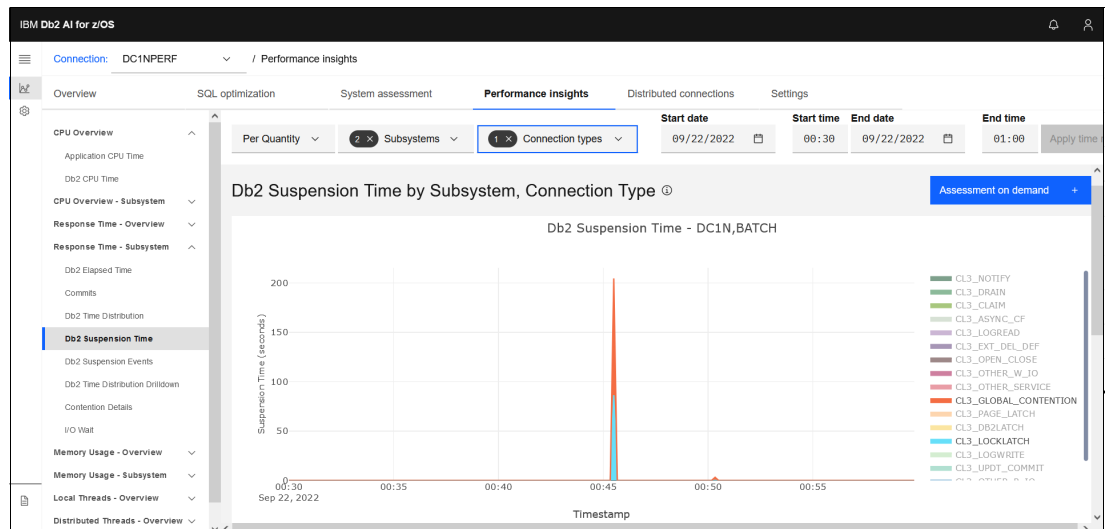 IBM Db2 AI for z/OS
Connection: DC1NPERF / Performance insights
Overview SQL optimization System assessment Performance insights Distributed connections Settings
CPU Overview
Application CPU Time
Db2 CPU Time
CPU Overview - Subsystem
Response Time - Overview
Response Time - Subsystem
Db2 Elapsed Time
Commits
Db2 Time Distribution
Db2 Suspension Time
Db2 Suspension Events
Db2 Time Distribution Drilldown
Contention Details
I/O Wait
Memory Usage - Overview
Memory Usage - Subsystem
Local Threads - Overview
Distributed Threads - Overview
Start date Start time End date End time
Per Quantity 2 × Subsystems 1 × Connection types 09/22/2022 00:30 09/22/2022 01:00 Apply time
Db2 Suspension Time by Subsystem, Connection Type
Assessment on demand +
Db2 Suspension Time - DC1N,BATCH
Suspension Time (seconds)
200
150
100
50
0
00:30 00:35 00:40 00:45 00:50 00:55
Sep 22, 2022
Timestamp
CL3_NOTIFY
CL3_DRAIN
CL3_CLAIM
CL3_ASYNC_CF
CL3_LOGREAD
CL3_EXT_DEL_DEF
CL3_OPEN_CLOSE
CL3_OTHER_W_IO
CL3_OTHER_SERVICE
CL3_GLOBAL_CONTENTION
CL3_PAGE_LATCH
CL3_DB2LATCH
CL3_LOCKLATCH
CL3_LOGWRITE
CL3_UPDT_COMMIT